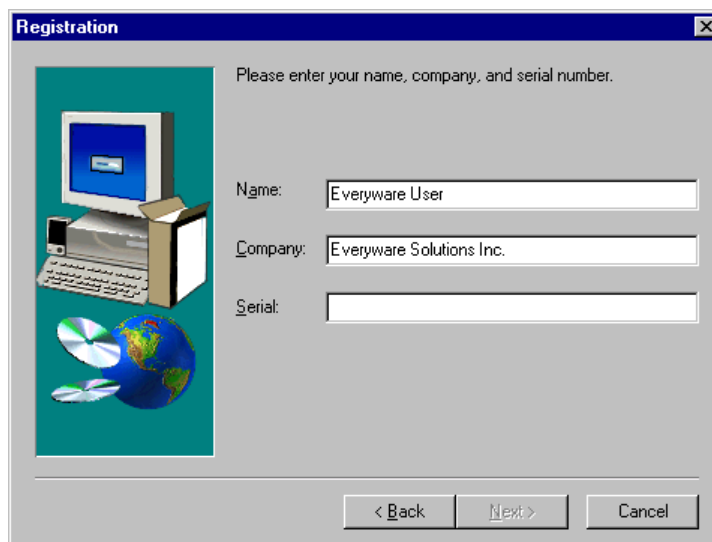 Registration
Please enter your name, company, and serial number.
Name: Everyware User
Company: Everyware Solutions Inc.
Serial:
< Back Next > Cancel